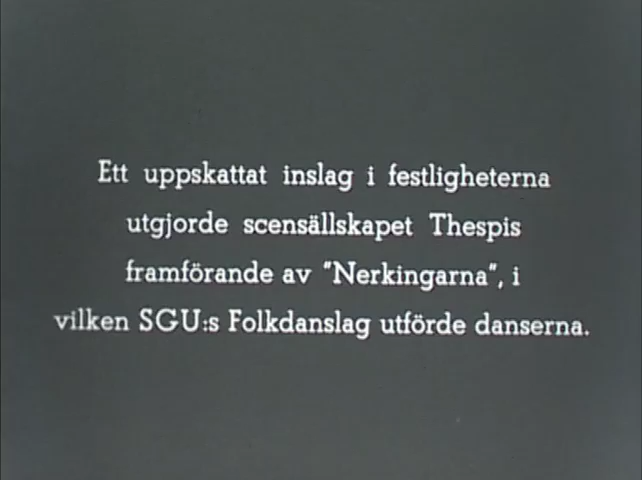 Ett uppskattat inslag i festligheterna
utgjorde scensällskapet Thespis
framförande av "Nerkingarna", i
vilken SGU:s Folkdanslag utförde danserna.